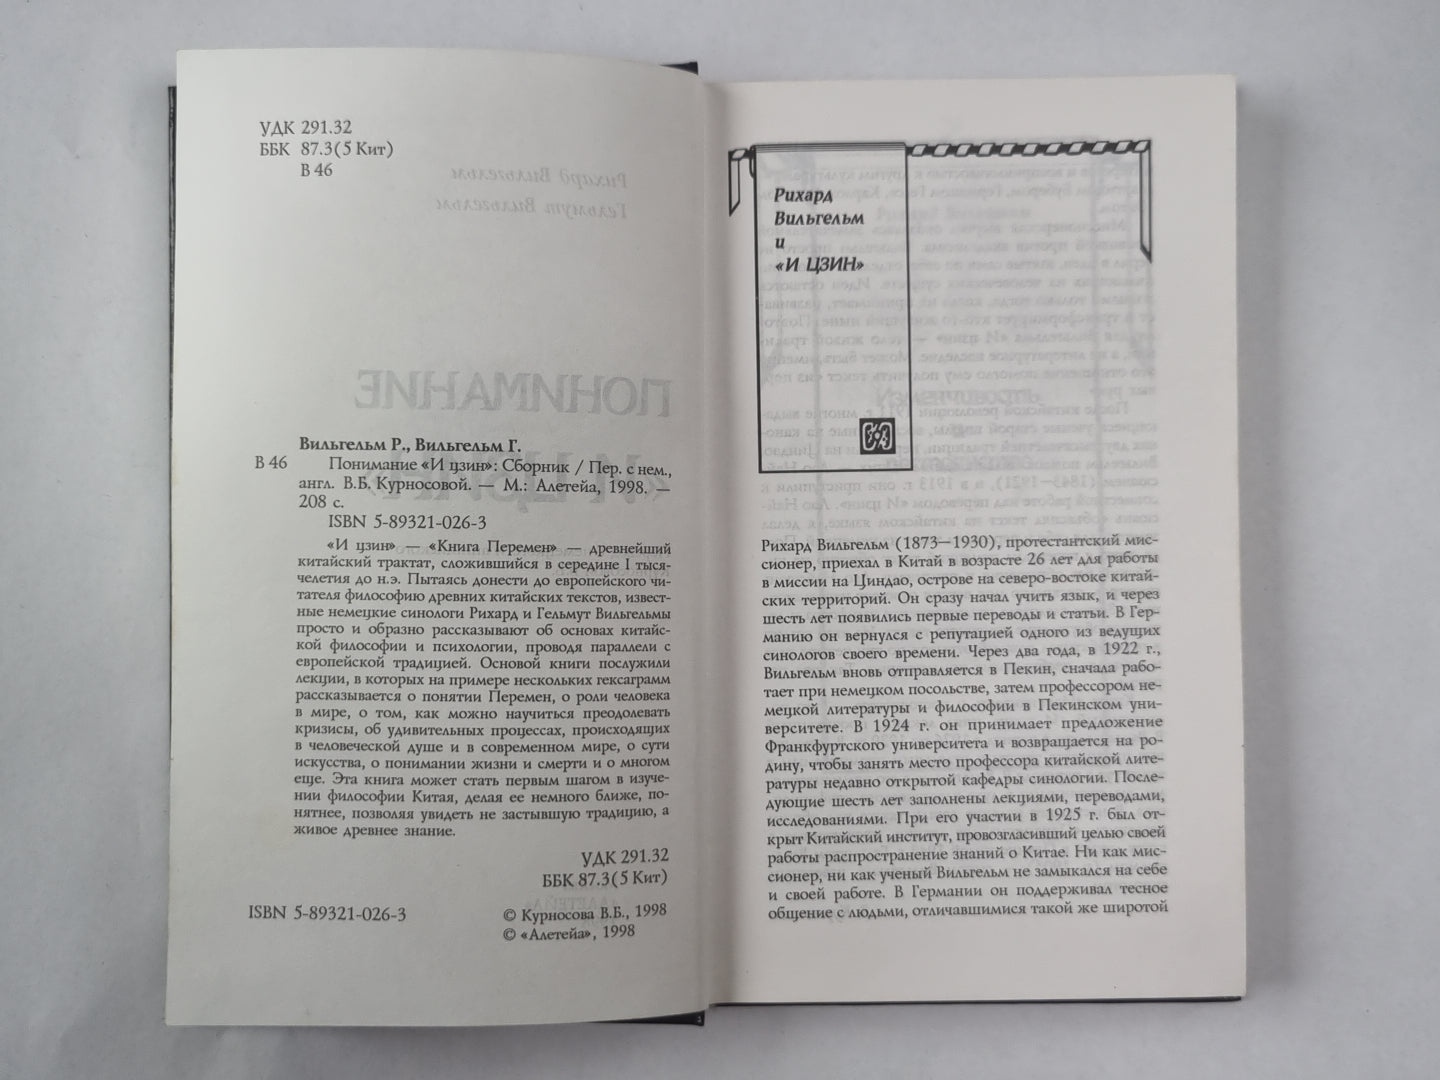 УДК 291.32
ББК 87.3(5 Кит)
В 46
Вильгельм Р., Вильгельм Г.
В 46 Понимание «И цзин»: Сборник / Пер. с нем.,
англ. В.Б. Курносовой. — М.: Алетейа, 1998. —
208 с.
ISBN 5-89321-026-3
«И цзин» — «Книга Перемен» — древнейший
китайский трактат, сложившийся в середине I тыся-
челетия до н.э. Пытаясь донести до европейского чи-
тателя философию древних китайских текстов, извест-
ные немецкие синологи Рихард и Гельмут Вильгельмы
просто и образно рассказывают об основах китайс-
кой философии и психологии, проводя параллели с
европейской традицией. Основой книги послужили
лекции, в которых на примере нескольких гексаграмм
рассказывается о понятии Перемен, о роли человека
в мире, о том, как можно научиться преодолевать
кризисы, об удивительных процессах, происходящих
в человеческой душе и в современном мире, о сути
искусства, о понимании жизни и смерти и о многом
еще. Эта книга может стать первым шагом в изуче-
нии философии Китая, делая ее немного ближе, по-
нятнее, позволяя увидеть не застывшую традицию, а
живое древнее знание.
УДК 291.32
ББК 87.3(5 Кит)
ISBN 5-89321-026-3
© Курносова В.Б., 1998
© «Алетейа», 1998
Рихард
Вильгельм
и
«И ЦЗИН»
Рихард Вильгельм (1873—1930), протестантский мис-
сионер, приехал в Китай в возрасте 26 лет для работы
в миссии на Циндао, острове на северо-востоке китай-
ских территорий. Он сразу начал учить язык, и через
шесть лет появились первые переводы и статьи. В Гер-
манию он вернулся с репутацией одного из ведущих
синологов своего времени. Через два года, в 1922 г.,
Вильгельм вновь отправляется в Пекин, сначала рабо-
тает при немецком посольстве, затем профессором не-
мецкой литературы и философии в Пекинском уни-
верситете. В 1924 г. он принимает предложение
Франкфуртского университета и возвращается на ро-
дину, чтобы занять место профессора китайской лите-
ратуры недавно открытой кафедры синологии. После-
дующие шесть лет заполнены лекциями, переводами,
исследованиями. При его участии в 1925 г. был от-
крыт Китайский институт, провозгласивший целью своей
работы распространение знаний о Китае. Ни как мис-
сионер, ни как ученый Вильгельм не замыкался на себе
и своей работе. В Германии он поддерживал тесное
общение с людьми, отличавшимися такой же широтой